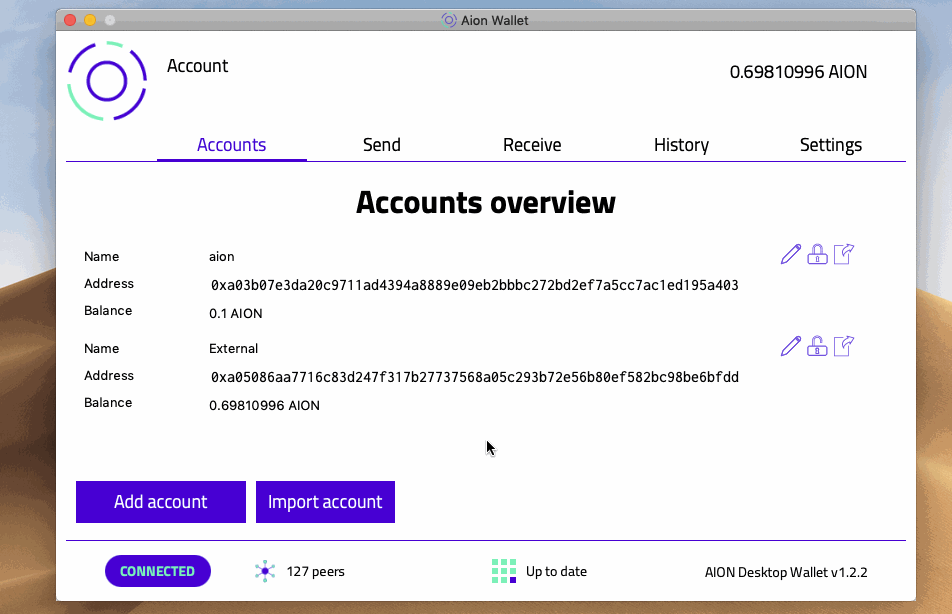 Aion Wallet
Account
0.69810996 AION
Accounts Send Receive History Settings
Accounts overview
Name aion
Address 0xa03b07e3da20c9711ad4394a8889e09eb2bbbc272bd2ef7a5cc7ac1ed195a403
Balance 0.1 AION
Name External
Address 0xa05086aa7716c83d247f317b27737568a05c293b72e56b80ef582bc98be6bfdd
Balance 0.69810996 AION
Add account Import account
CONNECTED 127 peers Up to date AION Desktop Wallet v1.2.2